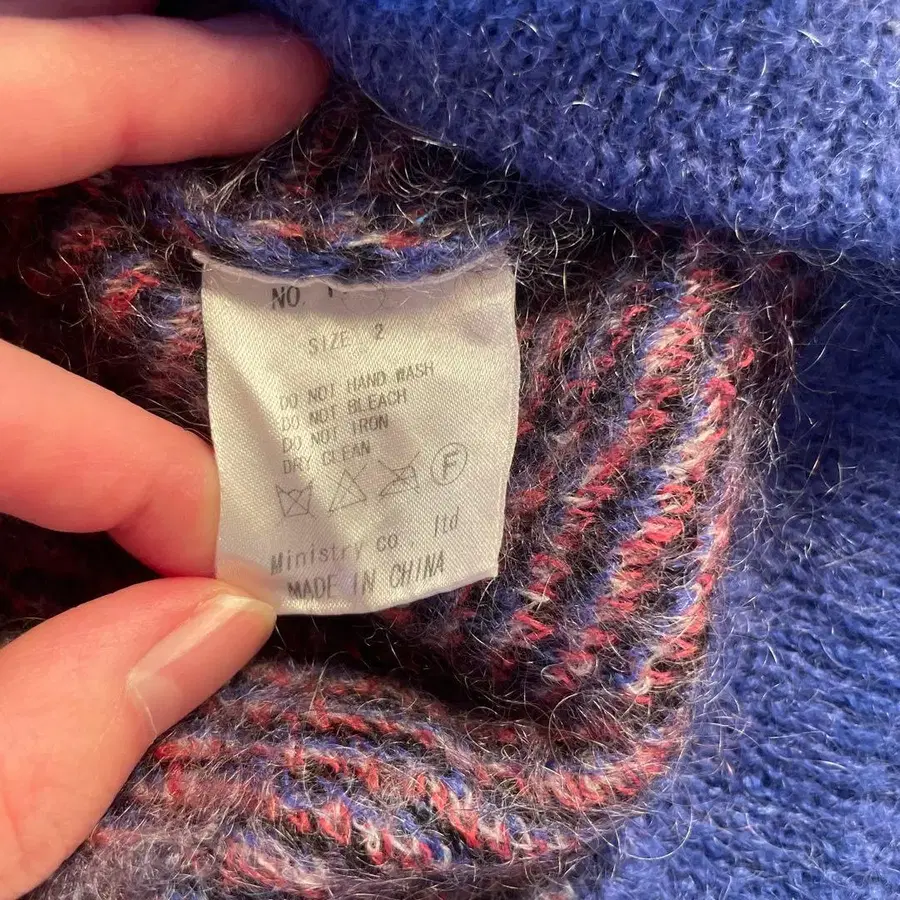 NO. 1
SIZE 2
DO NOT HAND WASH
DO NOT BLEACH
DO NOT IRON
DRY CLEAN
F
Ministry co ltd
MADE IN CHINA